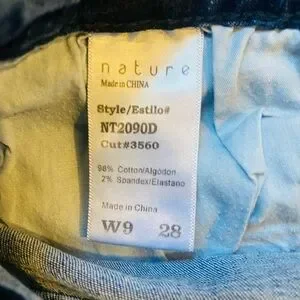 nature
Made in CHINA
Style/Estilo#
NT2090D
Cut#3560
98% Cotton/Algodon
2% Spandex/Elastano
Made in China
W9 28